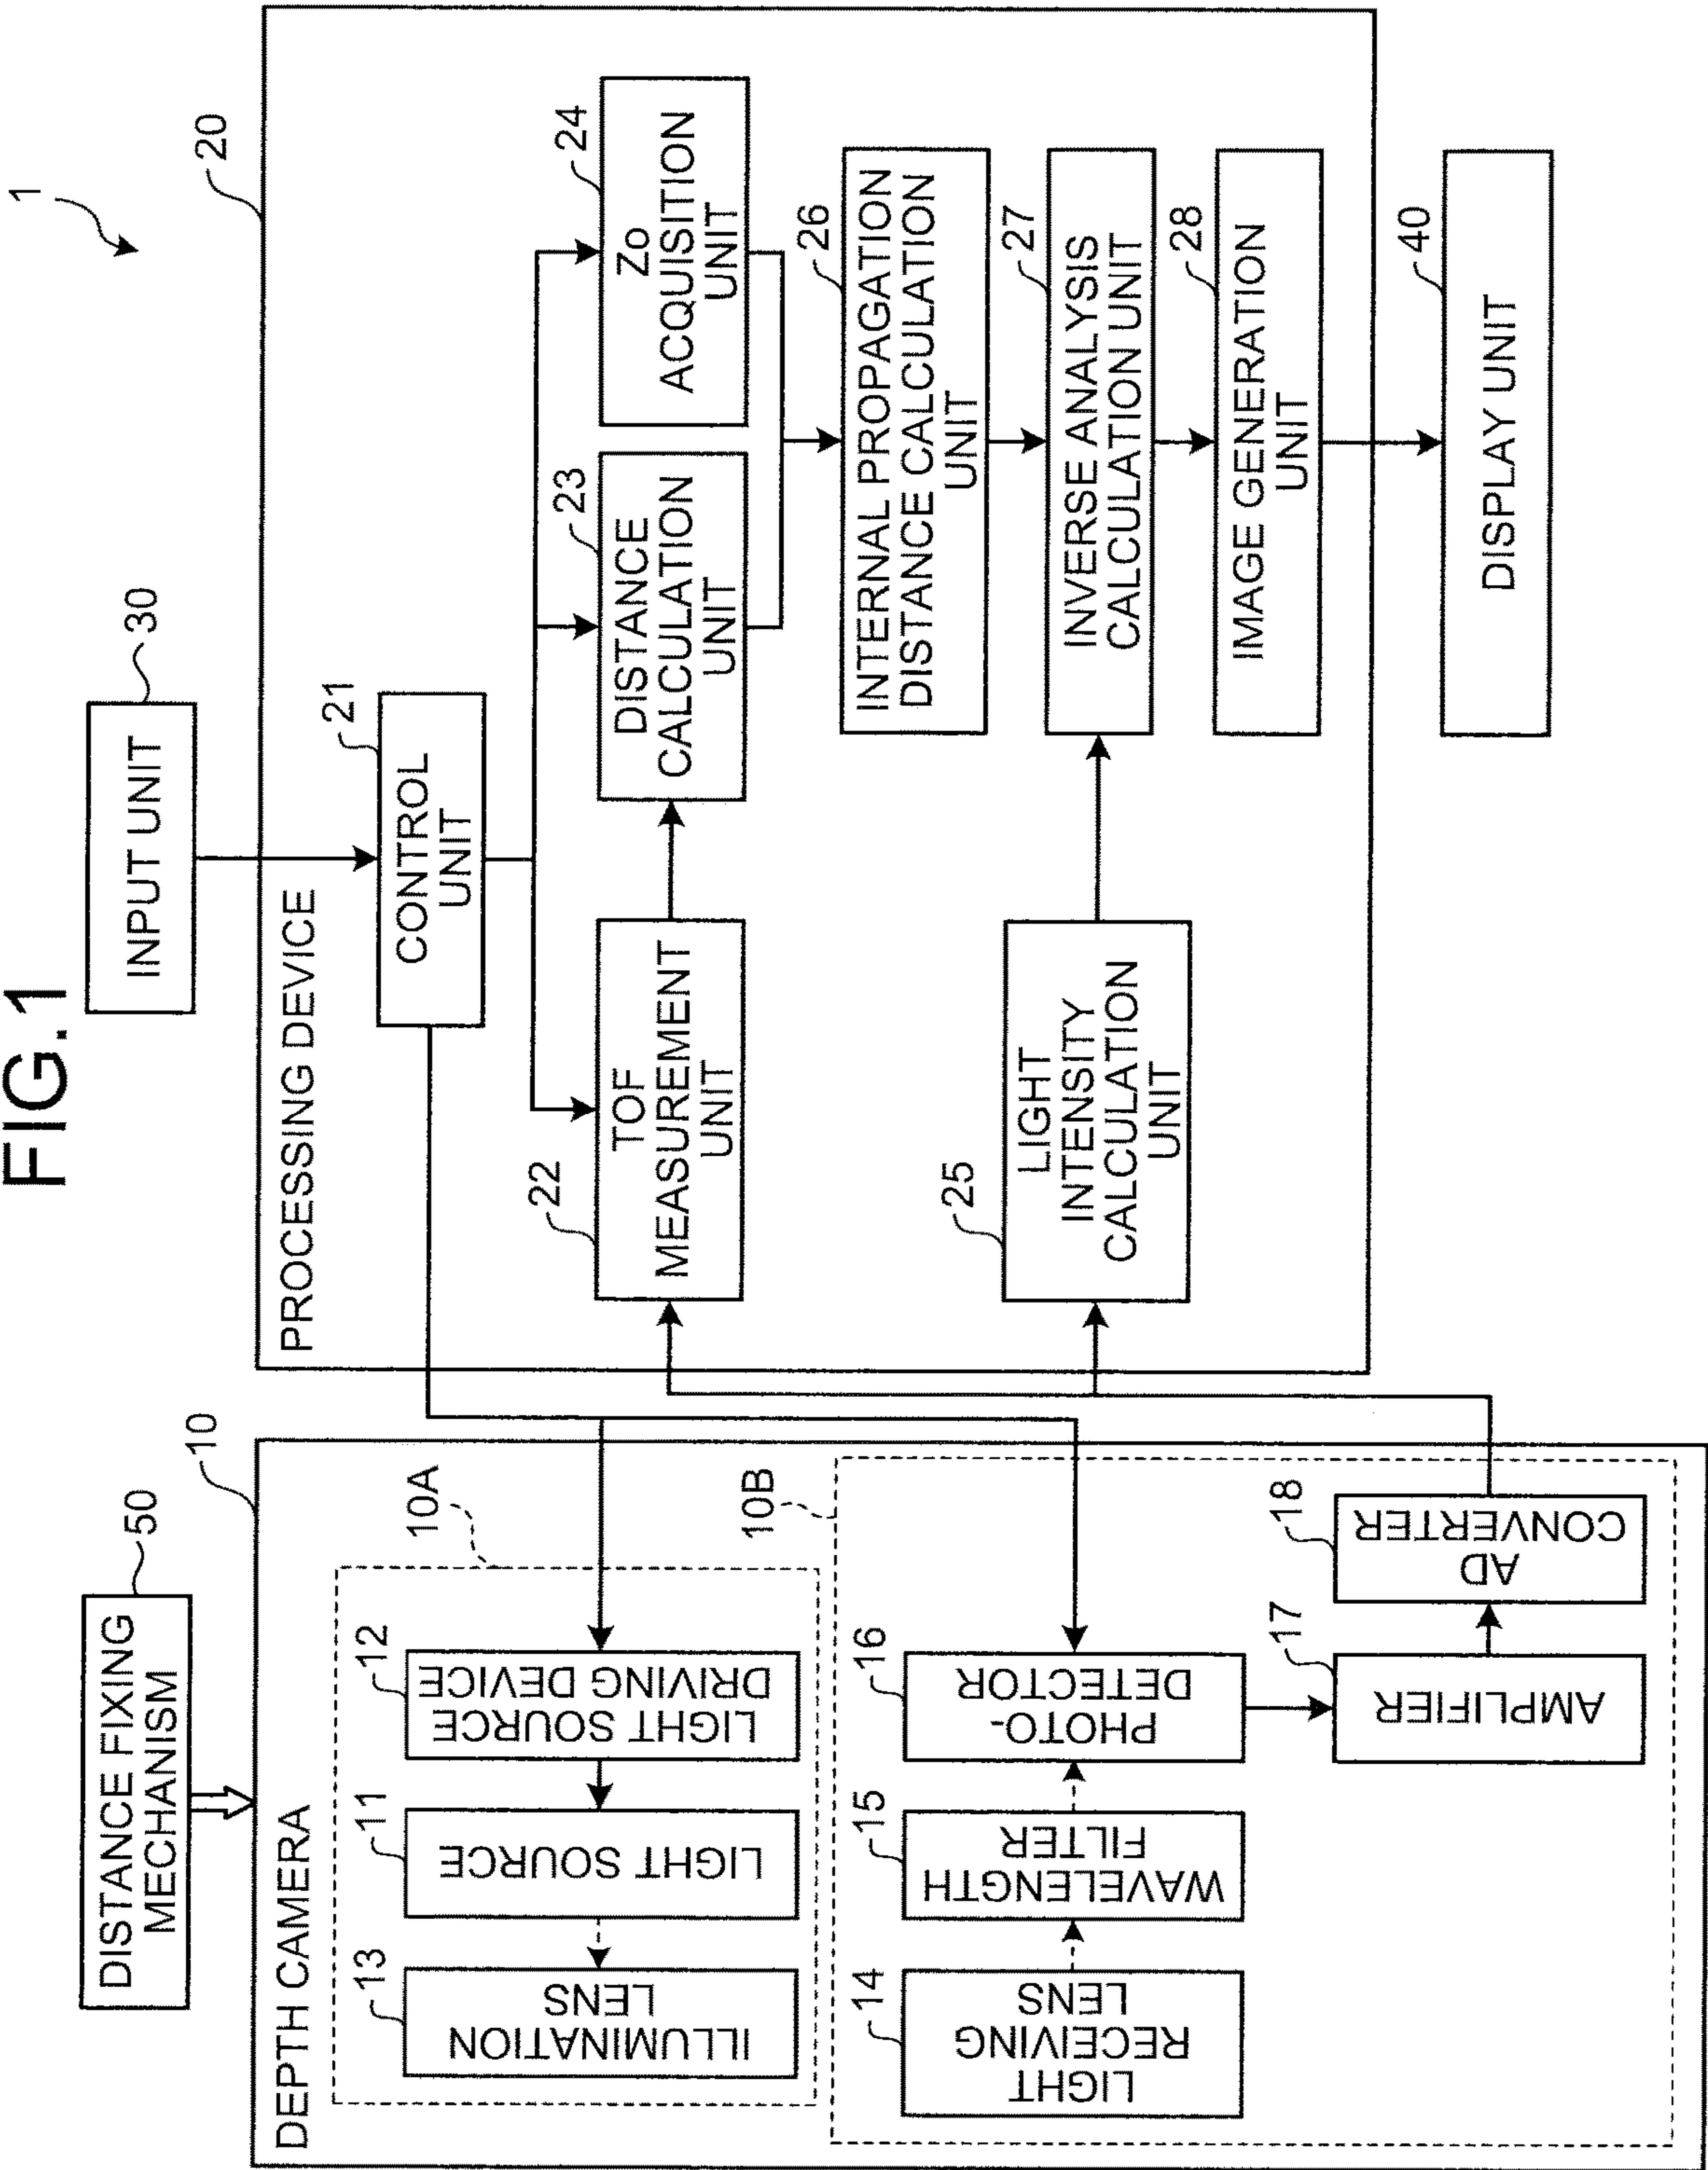 FIG.1
1
DISTANCE FIXING
MECHANISM
50
INPUT UNIT
30
10
DEPTH CAMERA
10A
13
ILLUMINATION
LENS
11
LIGHT SOURCE
12
LIGHT SOURCE
DRIVING DEVICE
10B
14
LIGHT
RECEIVING
LENS
15
WAVELENGTH
FILTER
16
PHOTO-
DETECTOR
17
AMPLIFIER
18
AD
CONVERTER
20
PROCESSING DEVICE
21
CONTROL
UNIT
22
TOF
MEASUREMENT
UNIT
23
DISTANCE
CALCULATION
UNIT
24
Zo
ACQUISITION
UNIT
25
LIGHT
INTENSITY
CALCULATION
UNIT
26
INTERNAL PROPAGATION
DISTANCE CALCULATION
UNIT
27
INVERSE ANALYSIS
CALCULATION UNIT
28
IMAGE GENERATION
UNIT
40
DISPLAY UNIT